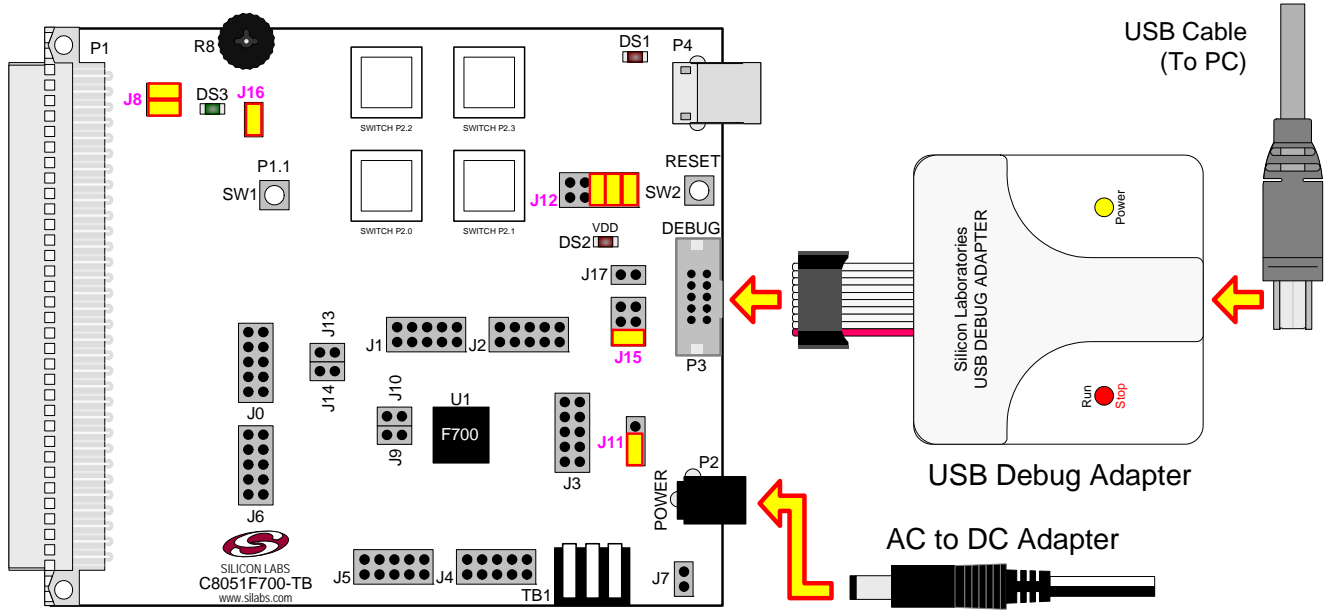 P1
R8
DS1
P4
USB Cable
(To PC)
J8
DS3
J16
SWITCH P2.2
SWITCH P2.3
P1.1
SW1
RESET
J12
SW2
SWITCH P2.0
SWITCH P2.1
VDD
DS2
DEBUG
J17
Silicon Laboratories
USB DEBUG ADAPTER
Power
Run
Stop
J13
J1
J2
J15
P3
J14
J10
J0
U1
F700
J9
J11
J3
P2
POWER
USB Debug Adapter
J6
AC to DC Adapter
SILICON LABS
C8051F700-TB
www.silabs.com
J5
J4
TB1
J7